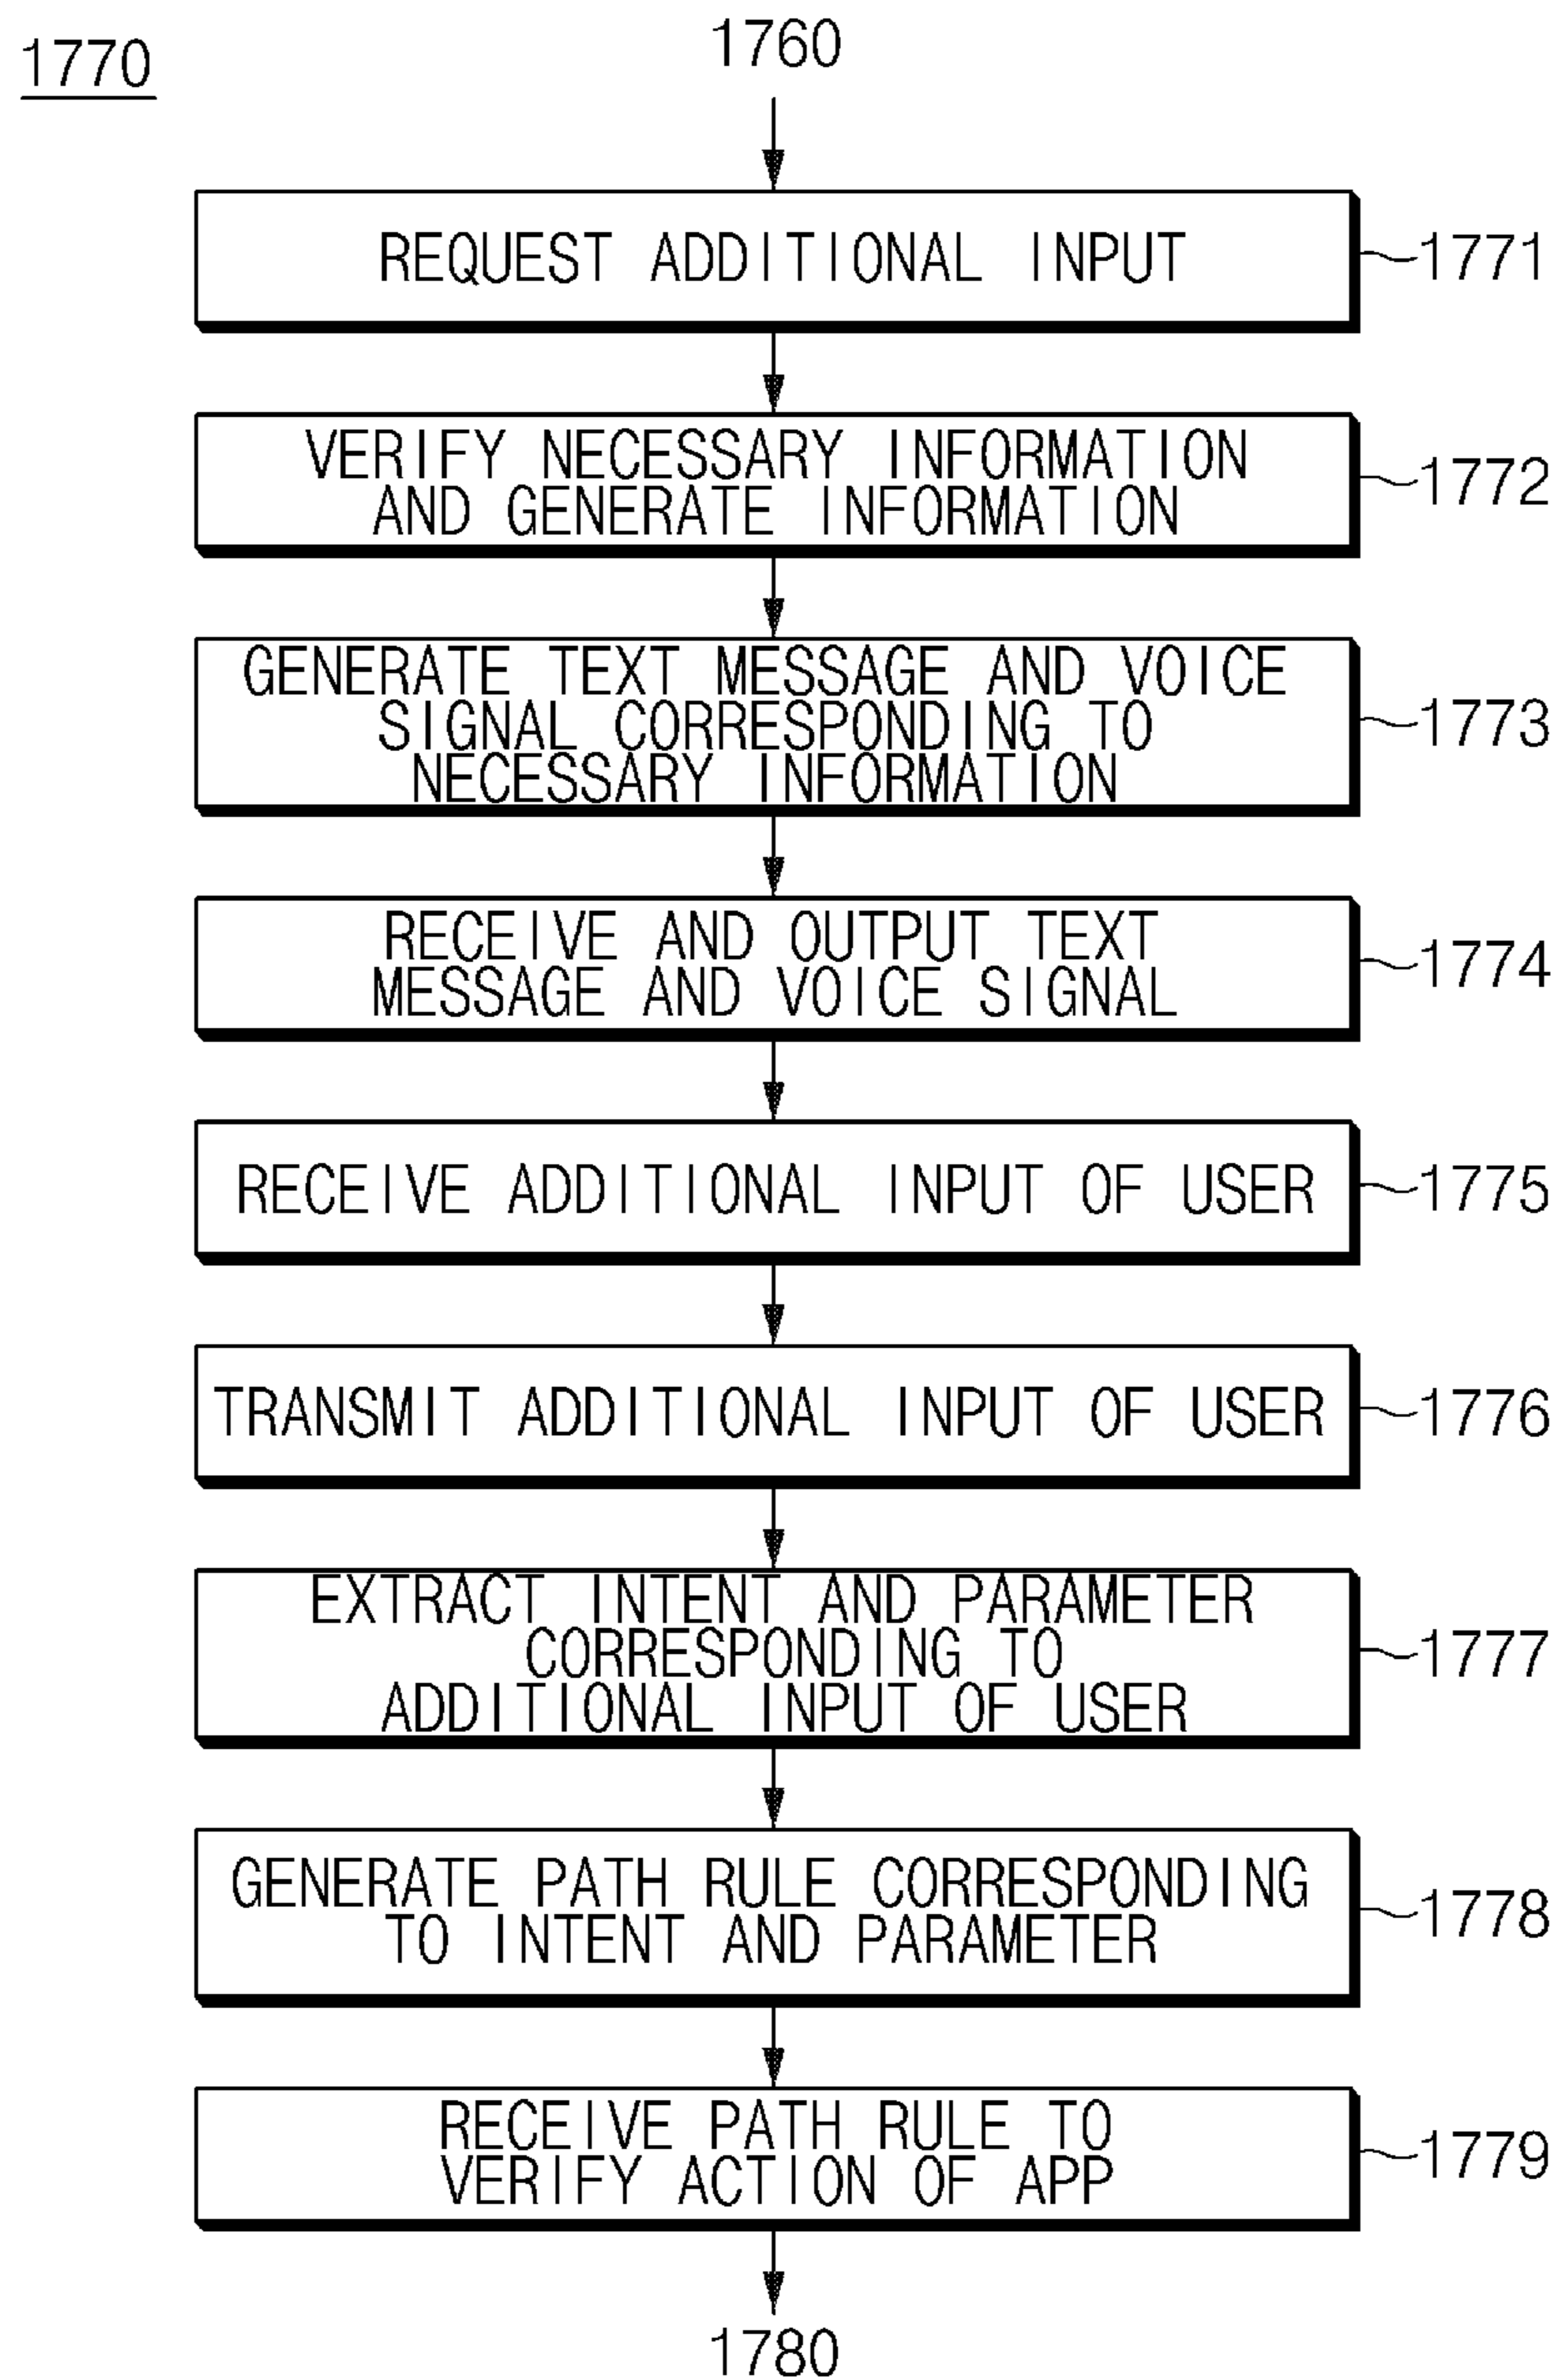 1770
1760
REQUEST ADDITIONAL INPUT
1771
VERIFY NECESSARY INFORMATION
AND GENERATE INFORMATION
1772
GENERATE TEXT MESSAGE AND VOICE
SIGNAL CORRESPONDING TO
NECESSARY INFORMATION
1773
RECEIVE AND OUTPUT TEXT
MESSAGE AND VOICE SIGNAL
1774
RECEIVE ADDITIONAL INPUT OF USER
1775
TRANSMIT ADDITIONAL INPUT OF USER
1776
EXTRACT INTENT AND PARAMETER
CORRESPONDING TO
ADDITIONAL INPUT OF USER
1777
GENERATE PATH RULE CORRESPONDING
TO INTENT AND PARAMETER
1778
RECEIVE PATH RULE TO
VERIFY ACTION OF APP
1779
1780